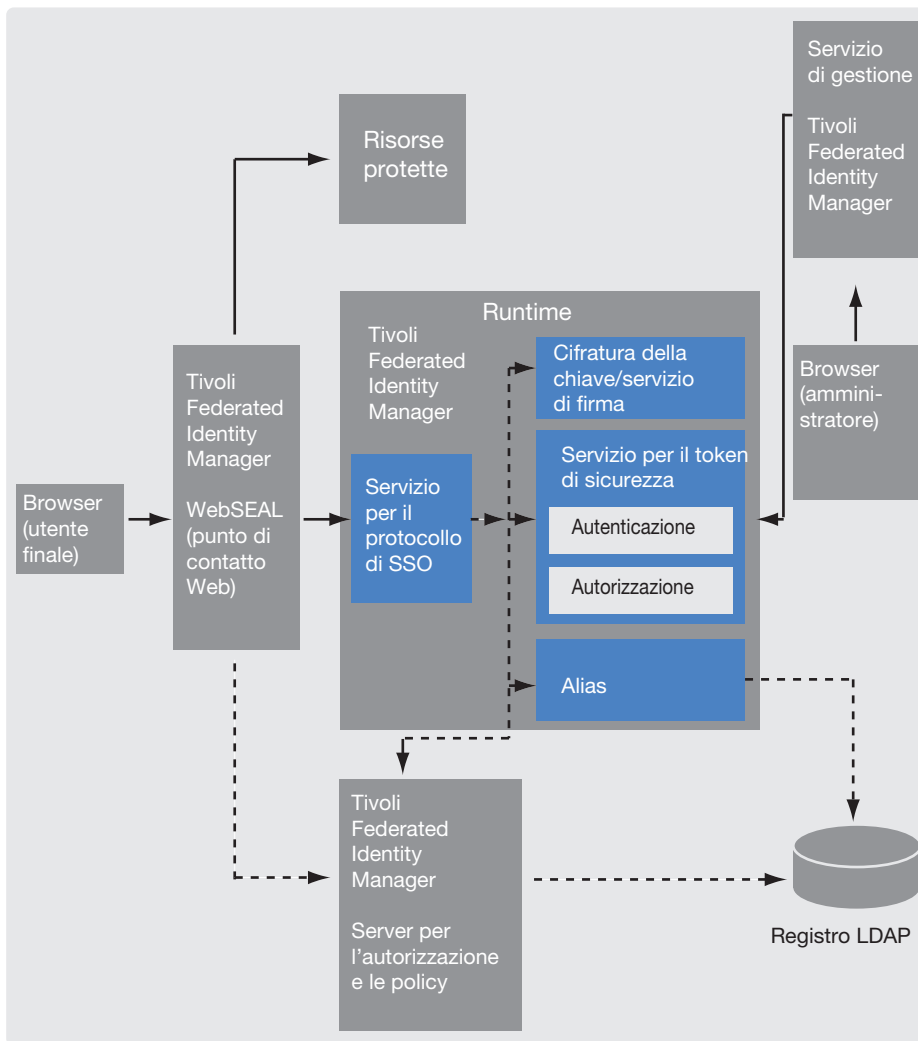 Servizio
di gestione
Tivoli
Federated
Identity
Manager
Risorse
protette
Runtime
Tivoli
Federated
Identity
Manager
Cifratura della
chiave/servizio
di firma
Browser
(ammini-
stratore)
Tivoli
Federated
Identity
Manager
WebSEAL
(punto di
contatto
Web)
Browser
(utente
finale)
Servizio
per il
protocollo
di SSO
Servizio per il token
di sicurezza
Autenticazione
Autorizzazione
Alias
Tivoli
Federated
Identity
Manager
Server per
l'autorizzazione
e le policy
Registro LDAP